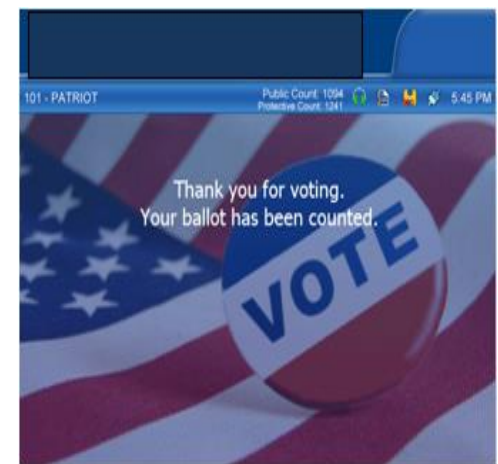 101 - PATRIOT
Public Count: 1094
Protective Count: 1241
5:45 PM
Thank you for voting.
Your ballot has been counted.
VOTE